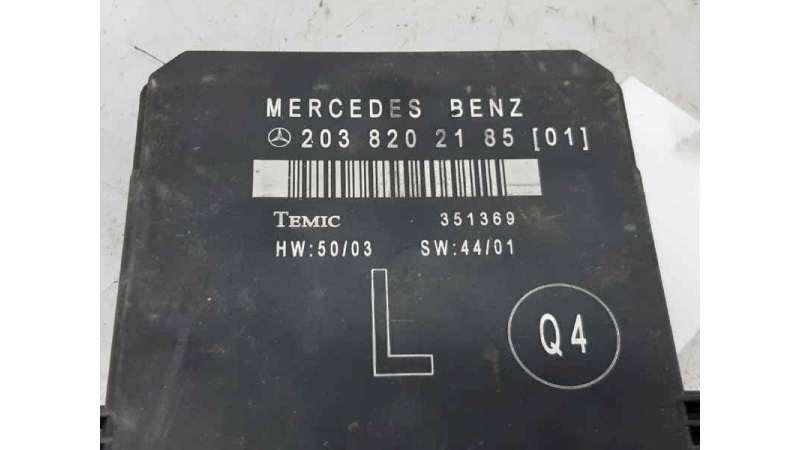 MERCEDES BENZ
203 820 21 85 [01]
TEMIC 351369
HW:50/03 SW:44/01
L
Q4